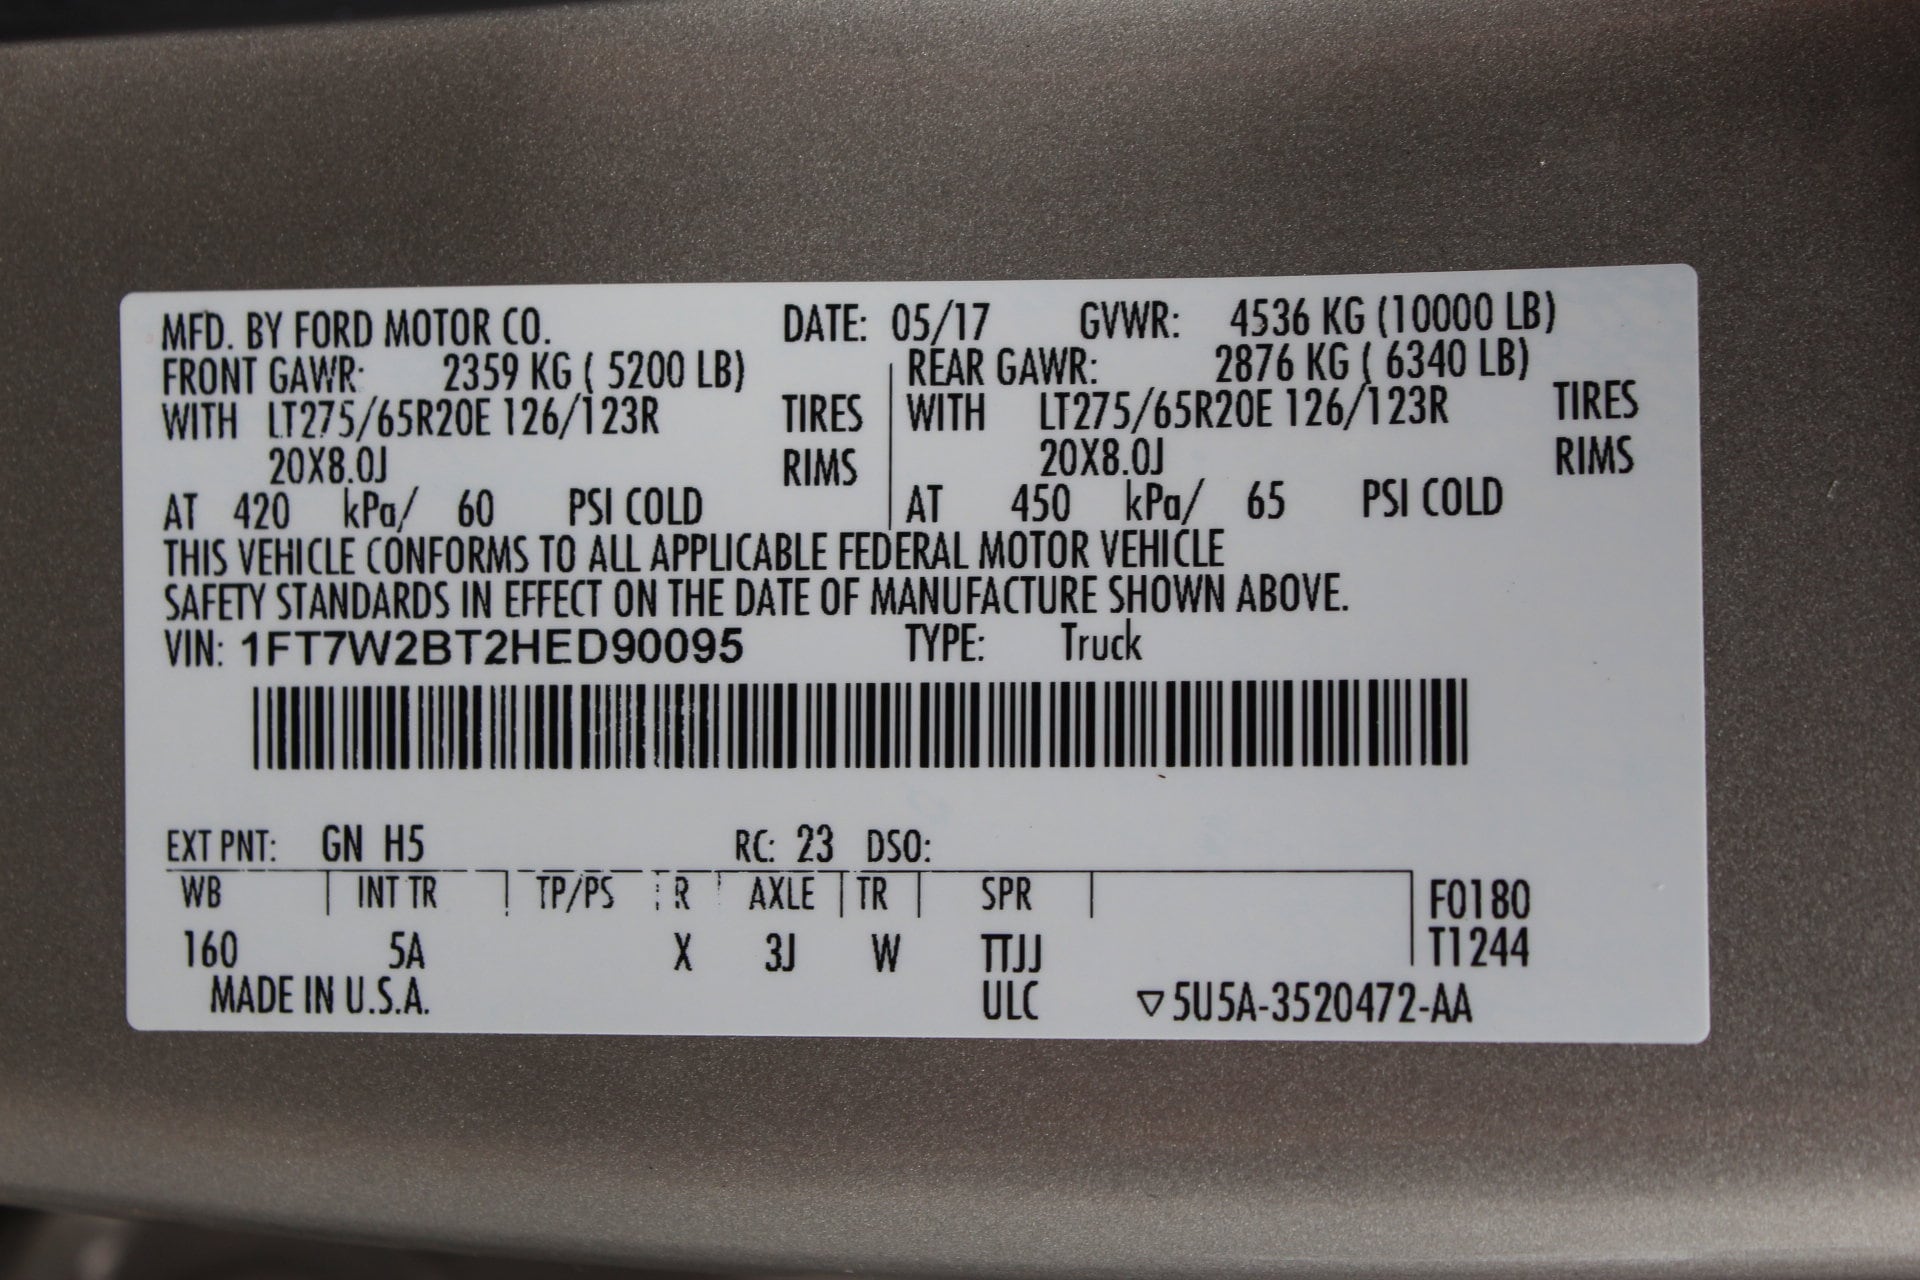 MFD. BY FORD MOTOR CO. DATE: 05/17 GVWR: 4536 KG (10000 LB)
FRONT GAWR: 2359 KG ( 5200 LB) REAR GAWR: 2876 KG ( 6340 LB)
WITH LT275/65R20E 126/123R TIRES WITH LT275/65R20E 126/123R TIRES
20X8.0J RIMS 20X8.0J RIMS
AT 420 kPa/ 60 PSI COLD AT 450 kPa/ 65 PSI COLD
THIS VEHICLE CONFORMS TO ALL APPLICABLE FEDERAL MOTOR VEHICLE
SAFETY STANDARDS IN EFFECT ON THE DATE OF MANUFACTURE SHOWN ABOVE.
VIN: 1FT7W2BT2HED90095 TYPE: Truck
EXT PNT: GN H5 RC: 23 DSO:
WB INT TR TP/PS R AXLE TR SPR F0180
160 5A X 3J W TTJJ T1244
MADE IN U.S.A. ULC ▽5U5A-3520472-AA